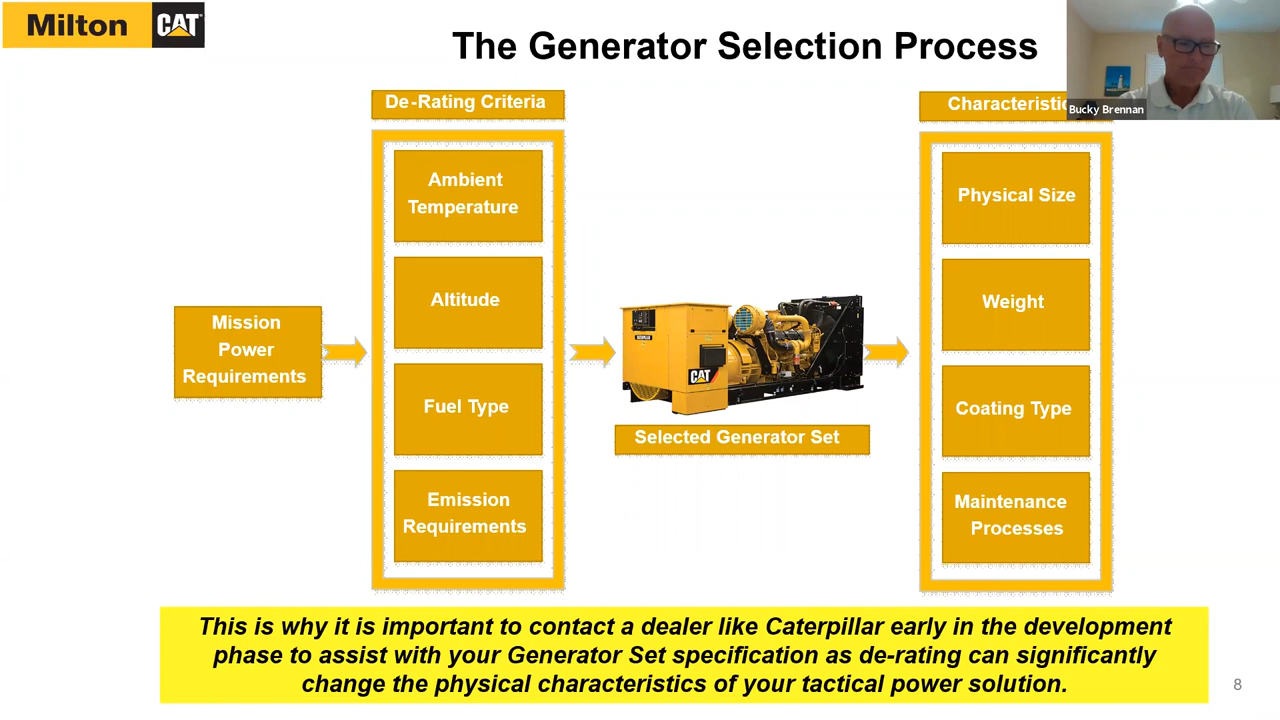 Milton CAT
The Generator Selection Process
Bucky Brennan
De-Rating Criteria
Ambient
Temperature
Altitude
Fuel Type
Emission
Requirements
Mission
Power
Requirements
CAT
Selected Generator Set
Physical Size
Weight
Coating Type
Maintenance
Processes
This is why it is important to contact a dealer like Caterpillar early in the development
phase to assist with your Generator Set specification as de-rating can significantly
change the physical characteristics of your tactical power solution.
8